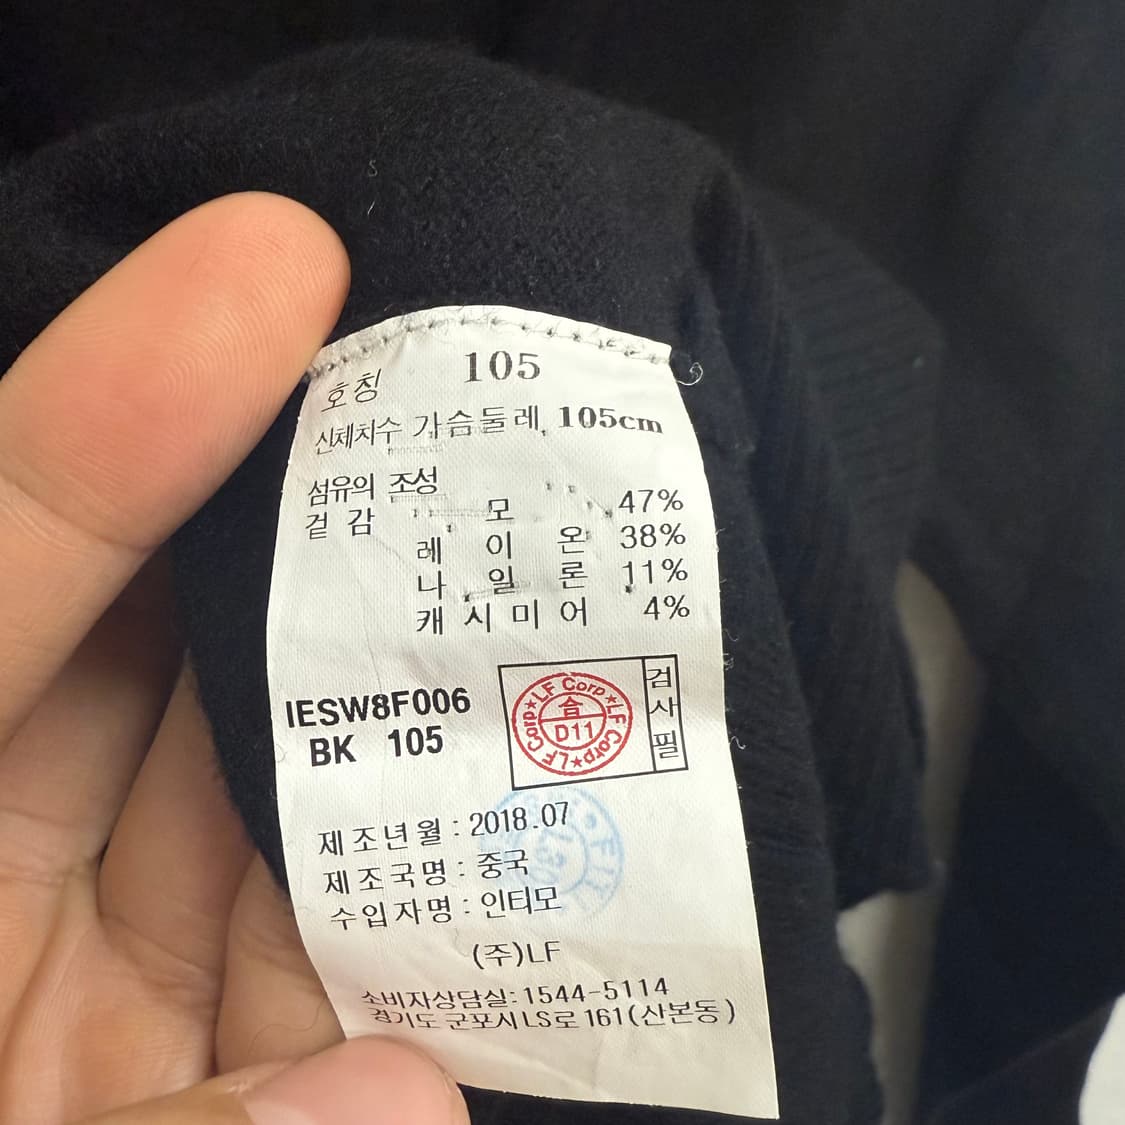 호칭 105
신체치수 가슴둘레 105cm
섬유의 조성
겉감 모 47%
레이온 38%
나일론 11%
캐시미어 4%
IESW8F006
BK 105
LF Corp★LF Corp★LF Corp★
合
D11
검사필
제조년월 : 2018.07
제조국명 : 중국
수입자명 : 인티모
(주)LF
소비자상담실: 1544-5114
경기도 군포시 LS로 161(산본동)